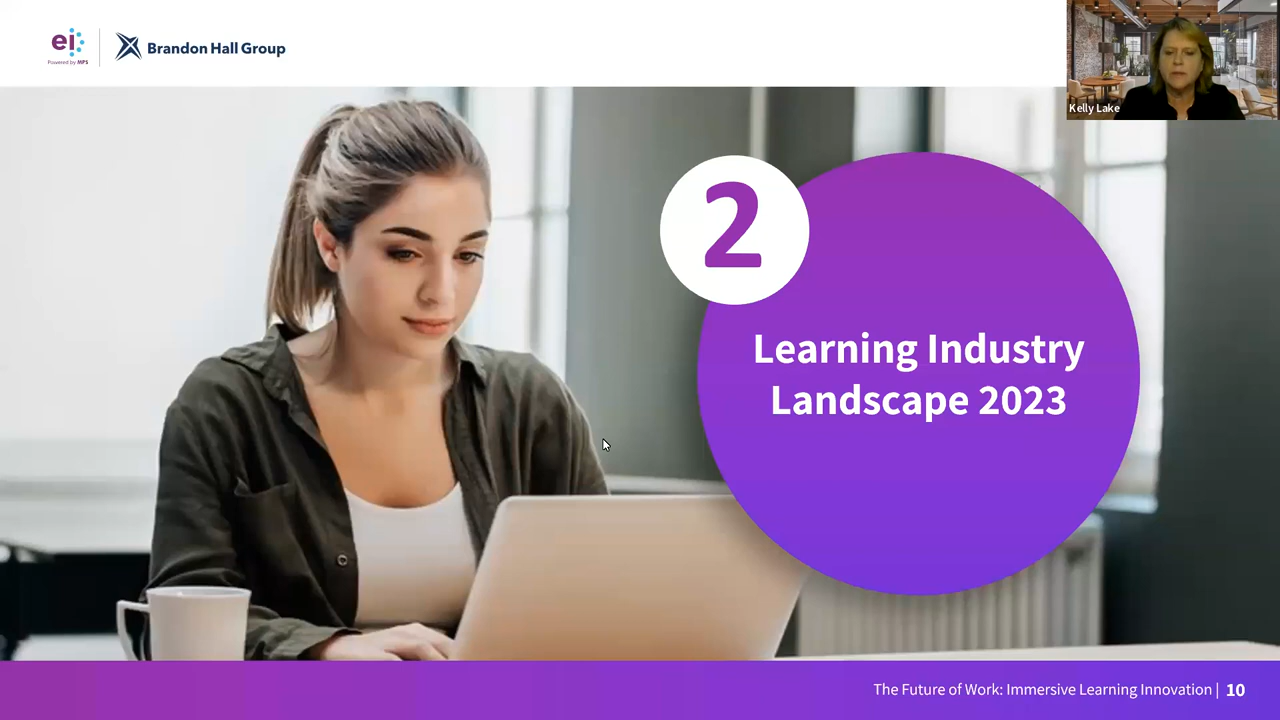 ei
Powered by MPS
Brandon Hall Group
Kelly Lake
2
Learning Industry
Landscape 2023
The Future of Work: Immersive Learning Innovation | 10